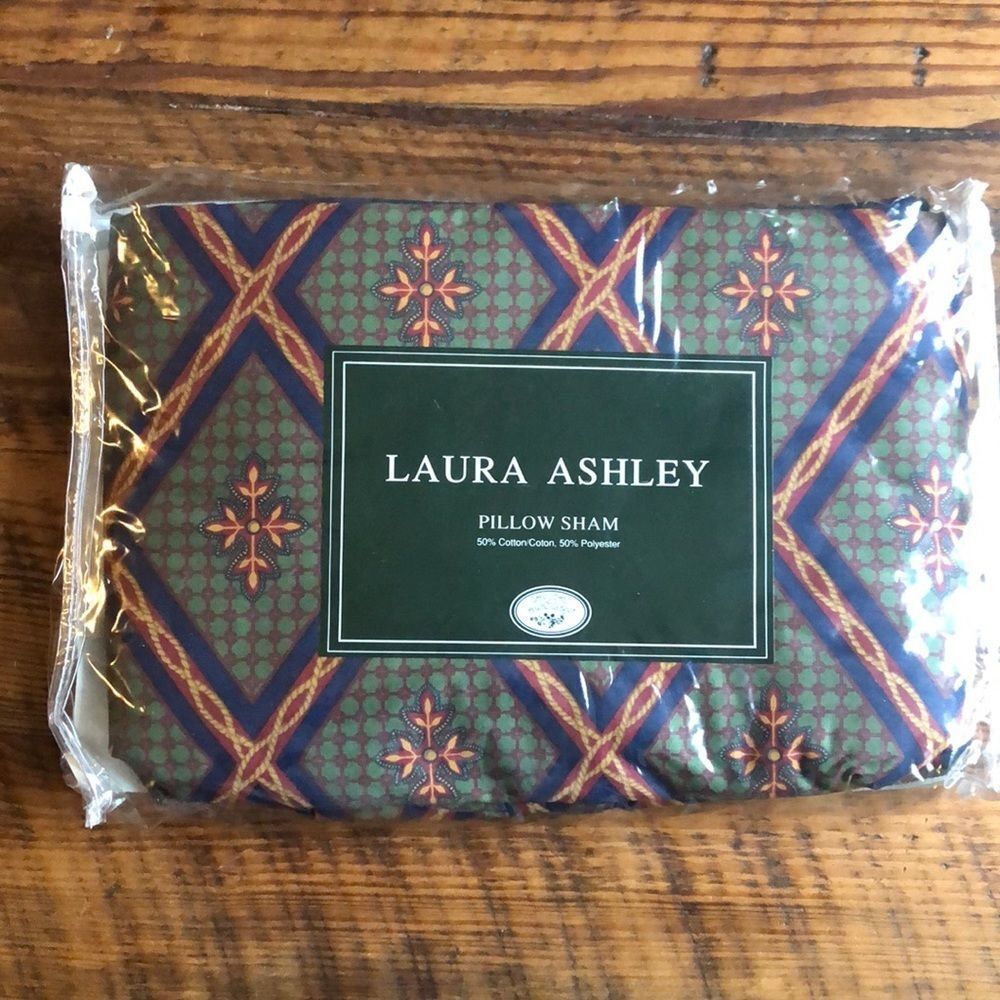 LAURA ASHLEY
PILLOW SHAM
50% Cotton/Coton, 50% Polyester